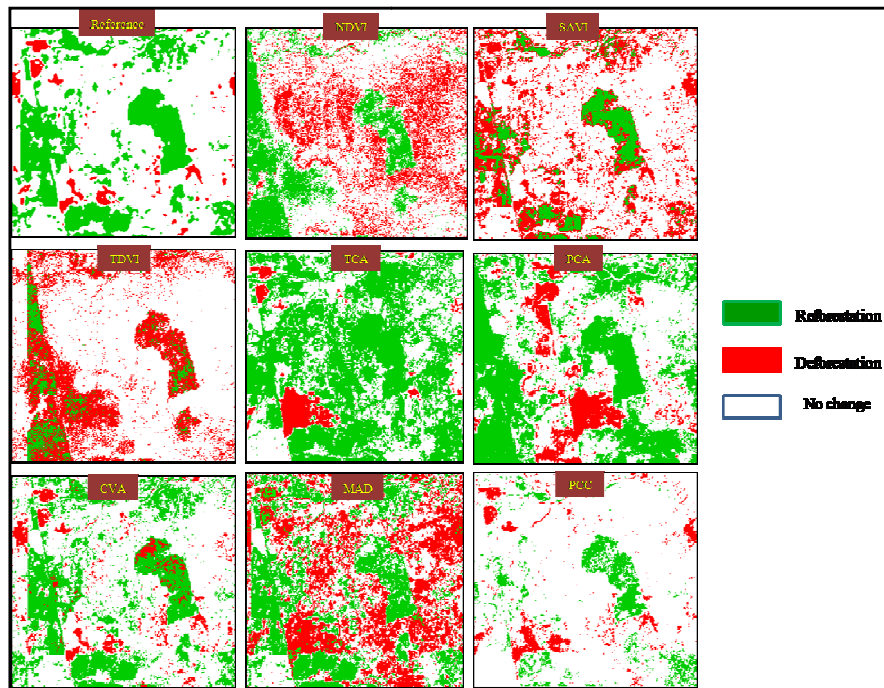 Reference
NDVI
SAVI
TDVI
TCA
PCA
CVA
MAD
PCC
Reforestation
Deforestation
No change